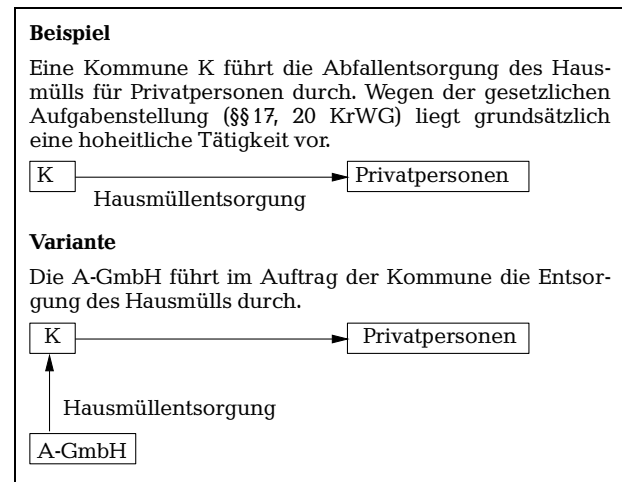 Beispiel
Eine Kommune K führt die Abfallentsorgung des Haus-
mülls für Privatpersonen durch. Wegen der gesetzlichen
Aufgabenstellung (§§ 17, 20 KrWG) liegt grundsätzlich
eine hoheitliche Tätigkeit vor.
K Privatpersonen
Hausmüllentsorgung
Variante
Die A-GmbH führt im Auftrag der Kommune die Entsor-
gung des Hausmülls durch.
K Privatpersonen
Hausmüllentsorgung
A-GmbH